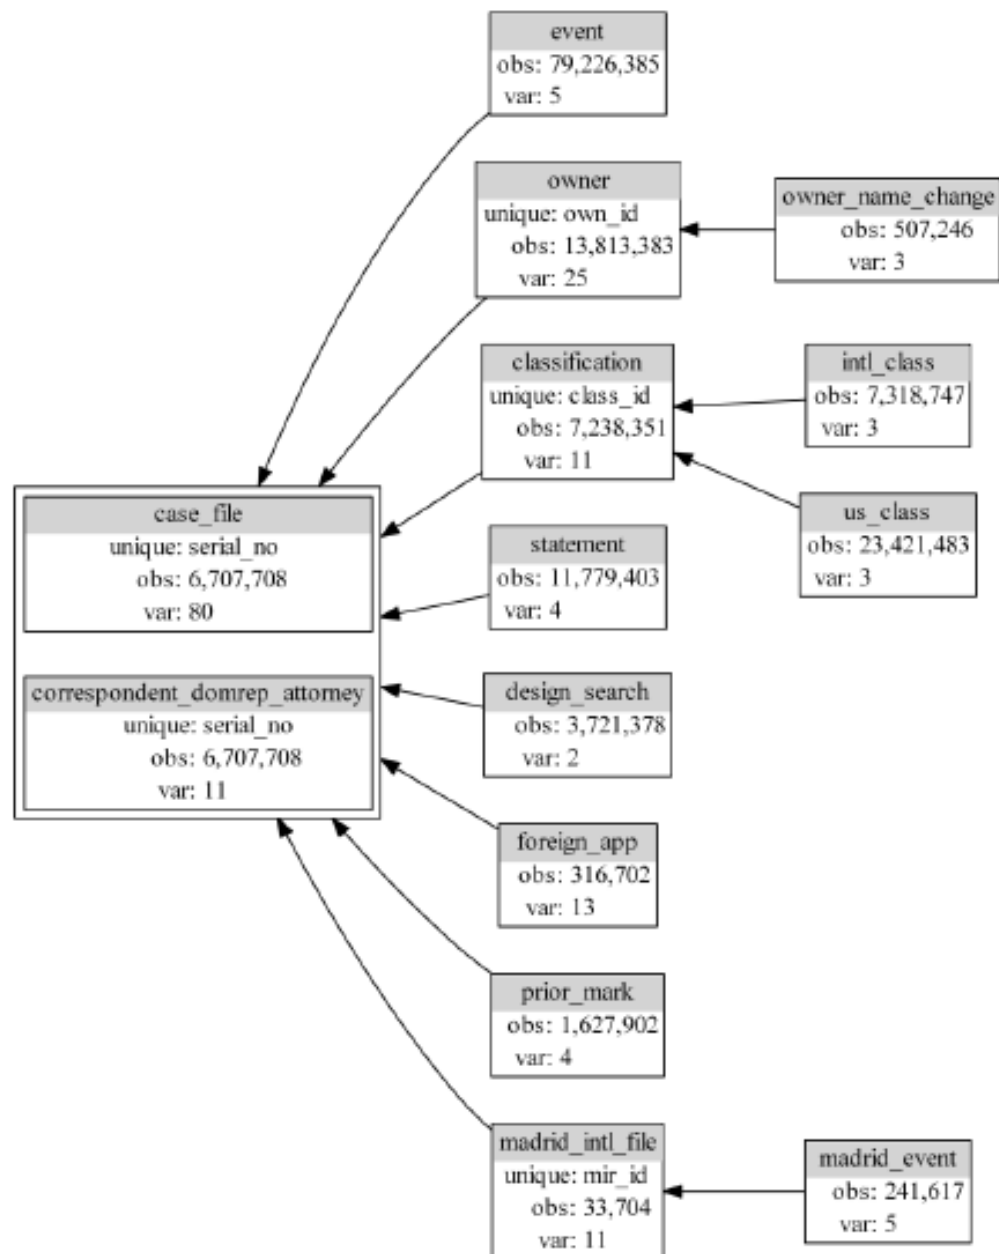 event
obs: 79,226,385
var: 5
owner
unique: own_id
obs: 13,813,383
var: 25
owner_name_change
obs: 507,246
var: 3
classification
unique: class_id
obs: 7,238,351
var: 11
intl_class
obs: 7,318,747
var: 3
us_class
obs: 23,421,483
var: 3
case_file
unique: serial_no
obs: 6,707,708
var: 80
statement
obs: 11,779,403
var: 4
correspondent_domrep_attorney
unique: serial_no
obs: 6,707,708
var: 11
design_search
obs: 3,721,378
var: 2
foreign_app
obs: 316,702
var: 13
prior_mark
obs: 1,627,902
var: 4
madrid_intl_file
unique: mir_id
obs: 33,704
var: 11
madrid_event
obs: 241,617
var: 5